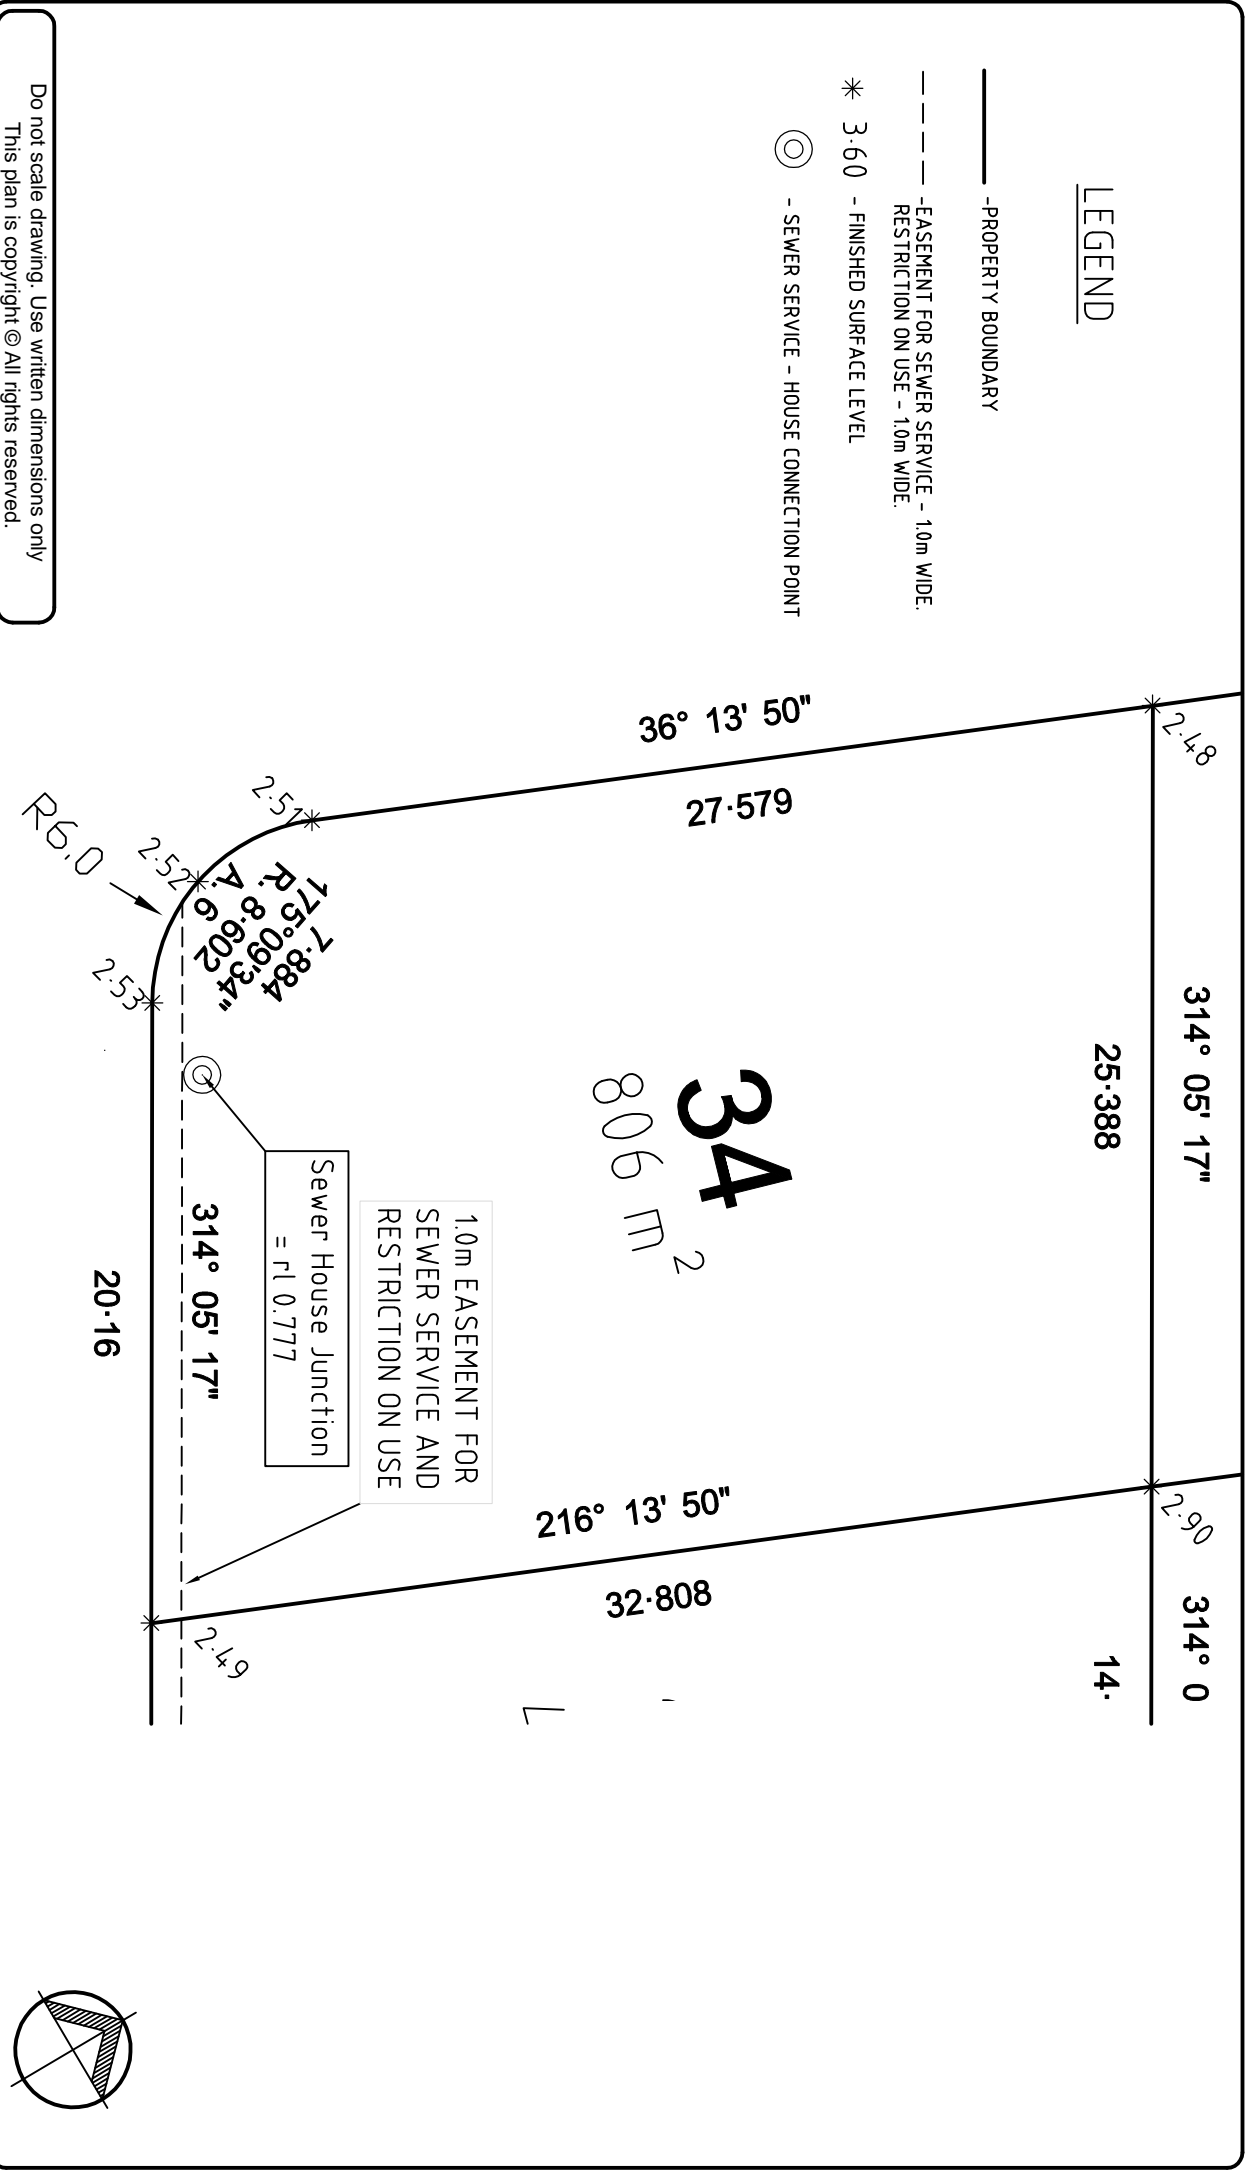 LEGEND
-PROPERTY BOUNDARY
-EASEMENT FOR SEWER SERVICE - 1.0m WIDE.
RESTRICTION ON USE - 1.0m WIDE.
3·60 - FINISHED SURFACE LEVEL
- SEWER SERVICE - HOUSE CONNECTION POINT
Do not scale drawing. Use written dimensions only
This plan is copyright © All rights reserved.
2·48
314° 05' 17"
25·388
2·90
314° 0
14·
36° 13' 50"
27·579
34
806 m²
216° 13' 50"
32·808
2·51
2·52
2·53
R6,0
175°09'34"
7·884
R. 6
A. 8·602
1.0m EASEMENT FOR
SEWER SERVICE AND
RESTRICTION ON USE
Sewer House Junction
= rl 0.777
314° 05' 17"
20·16
2·49